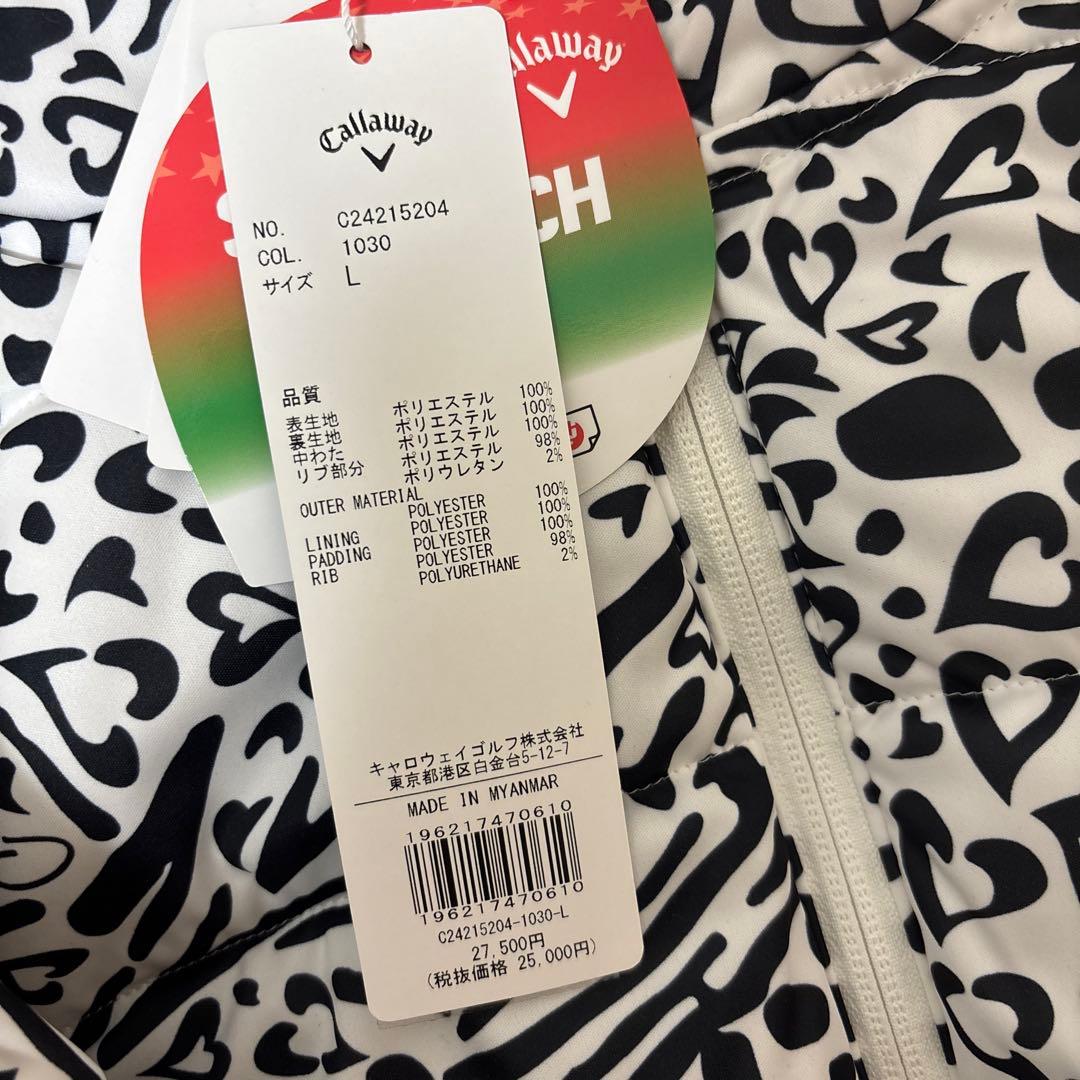 Callaway
NO. C24215204
COL. 1030
サイズ L
品質
表生地 ポリエステル 100%
裏生地 ポリエステル 100%
中わた ポリエステル 100%
リブ部分 ポリエステル 98%
ポリウレタン 2%
OUTER MATERIAL
POLYESTER 100%
LINING POLYESTER 100%
PADDING POLYESTER 100%
RIB POLYESTER 98%
POLYURETHANE 2%
キャロウェイゴルフ株式会社
東京都港区白金台5-12-7
MADE IN MYANMAR
196217470610
196217470610
C24215204-1030-L
27,500円
(税抜価格 25,000円)